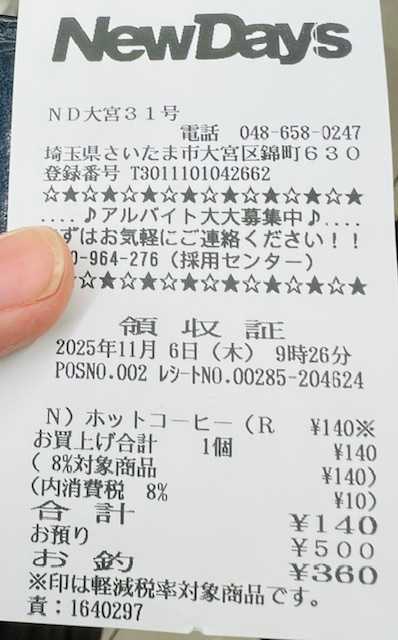 NewDays
ND大宮31号
電話 048-658-0247
埼玉県さいたま市大宮区錦町630
登録番号 T3011101042662
☆★☆★☆★☆★☆★☆★☆★☆★☆
....♪アルバイト大大募集中♪....
ずはお気軽にご連絡ください!!
0-964-276(採用センター)
★☆★☆★☆★☆★☆★☆★☆
領収証
2025年11月 6日(木) 9時26分
POSNO.002 レシートNO.00285-204624
N)ホットコーヒー(R ¥140※
お買上げ合計 1個 ¥140
( 8%対象商品 ¥140)
(内消費税 8% ¥10)
合計 ¥140
お預り ¥500
お釣 ¥360
※印は軽減税率対象商品です。
責:1640297